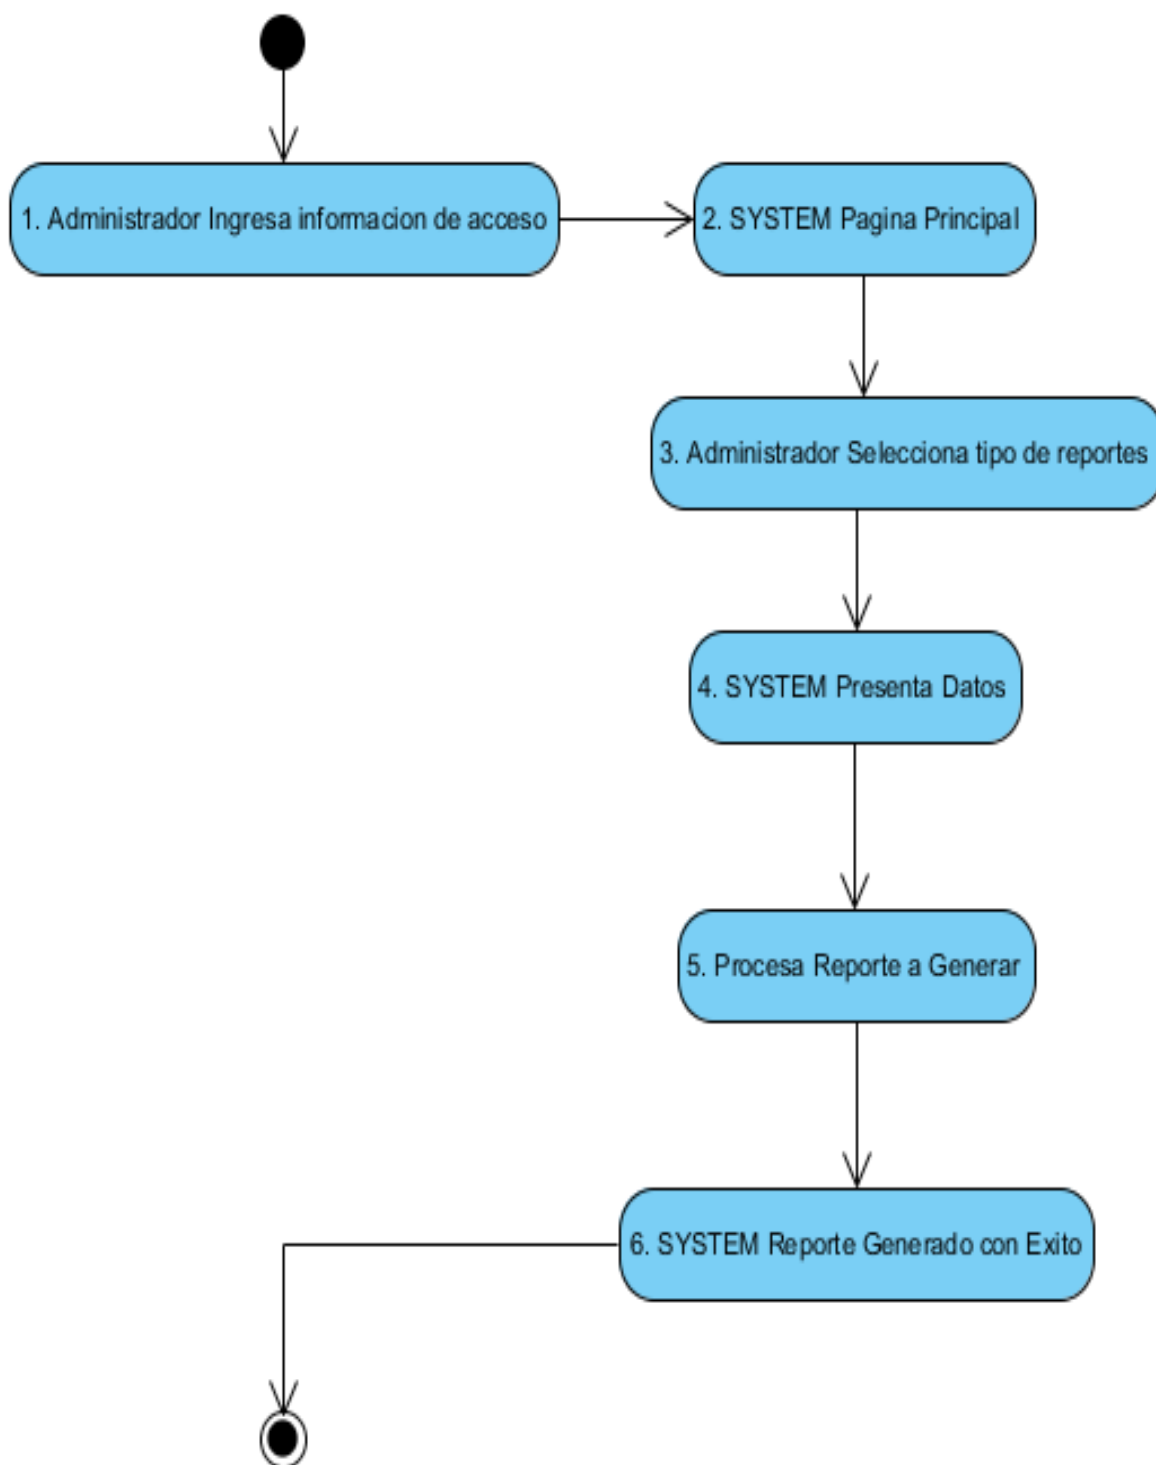 1. Administrador Ingresa informacion de acceso
2. SYSTEM Pagina Principal
3. Administrador Selecciona tipo de reportes
4. SYSTEM Presenta Datos
5. Procesa Reporte a Generar
6. SYSTEM Reporte Generado con Exito